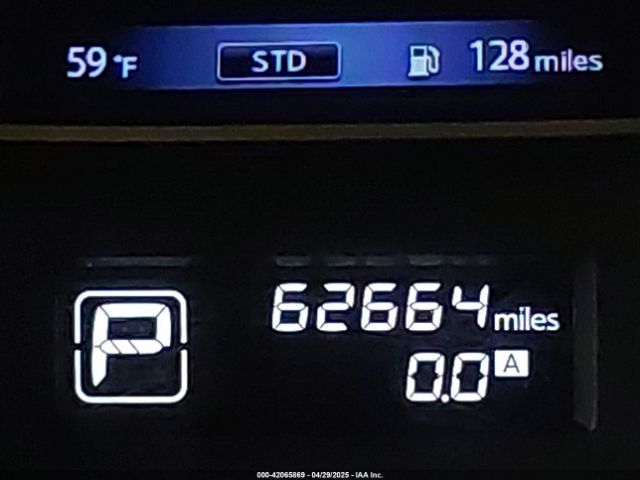 59 °F STD 128 miles
62664 miles
P
0.0 A
000-42065869 - 04/29/2025 - IAA Inc.